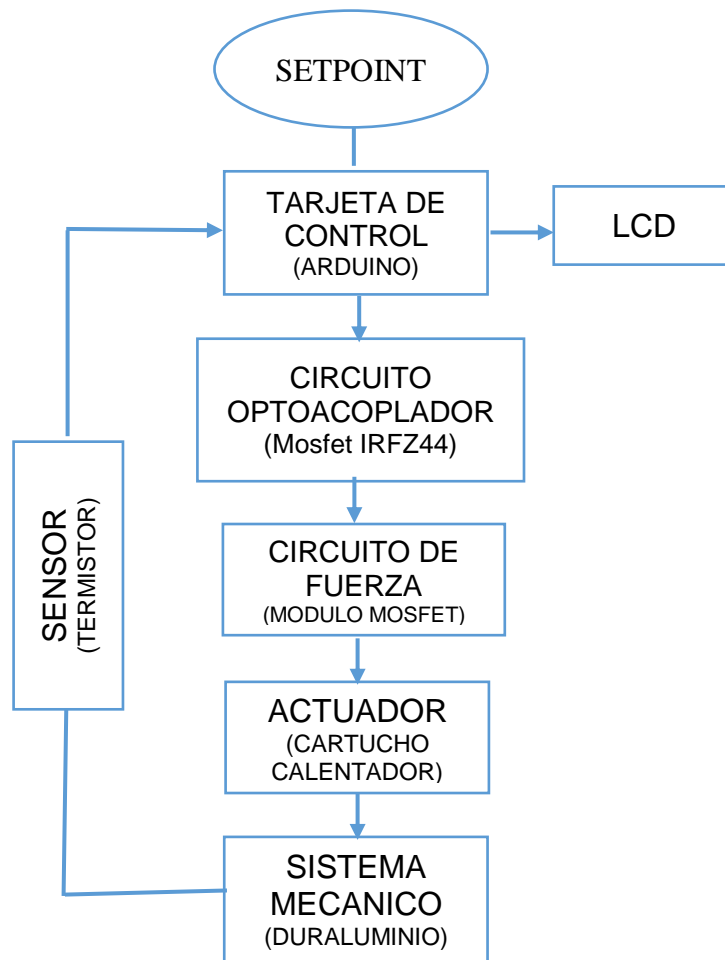 SETPOINT
TARJETA DE
CONTROL
(ARDUINO)
LCD
CIRCUITO
OPTOACOPLADOR
(Mosfet IRFZ44)
SENSOR
(TERMISTOR)
CIRCUITO DE
FUERZA
(MODULO MOSFET)
ACTUADOR
(CARTUCHO
CALENTADOR)
SISTEMA
MECANICO
(DURALUMINIO)